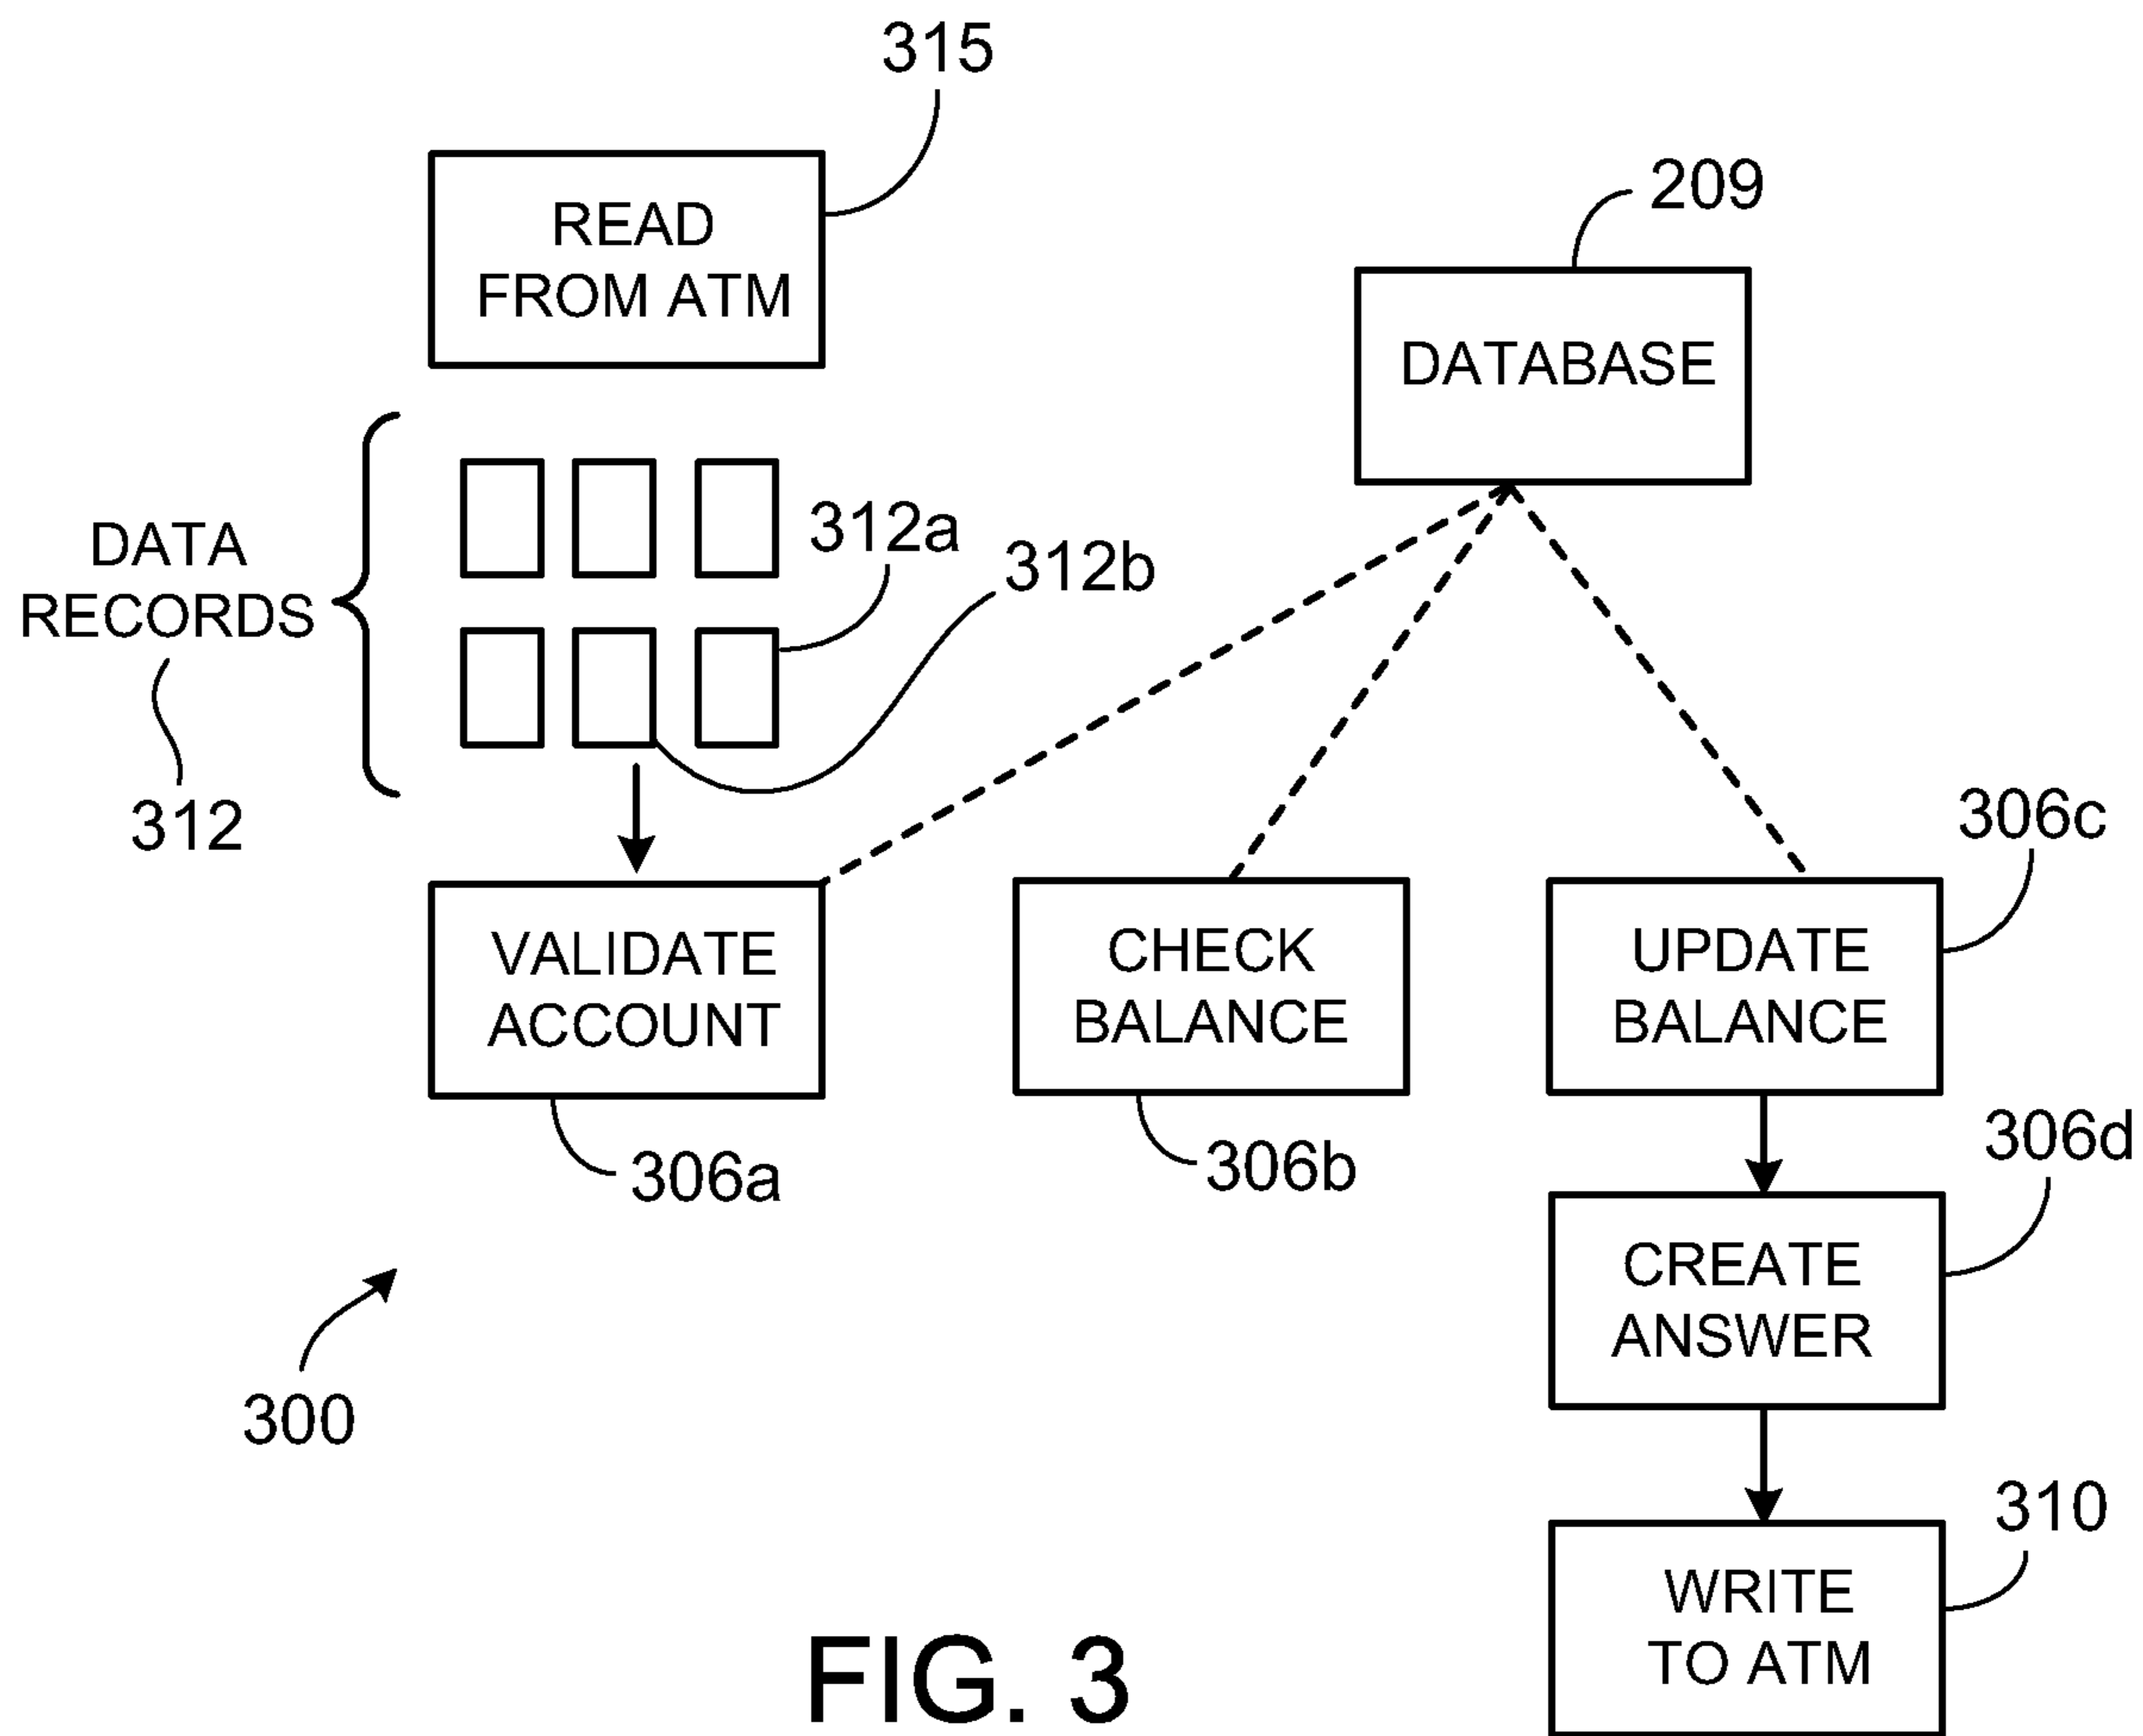 315
READ
FROM ATM
209
DATABASE
DATA
RECORDS
312
312a
312b
VALIDATE
ACCOUNT
306a
CHECK
BALANCE
306b
UPDATE
BALANCE
306c
CREATE
ANSWER
306d
WRITE
TO ATM
310
300
FIG. 3